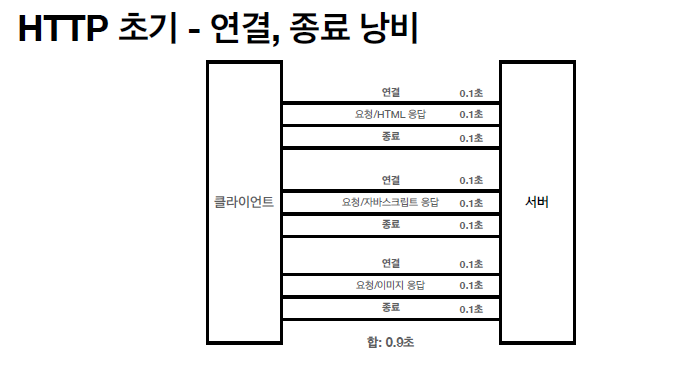 HTTP 초기 - 연결, 종료 낭비
연결 0.1초
요청/HTML 응답 0.1초
종료 0.1초
연결 0.1초
클라이언트 요청/자바스크립트 응답 0.1초 서버
종료 0.1초
연결 0.1초
요청/이미지 응답 0.1초
종료 0.1초
합: 0.9초